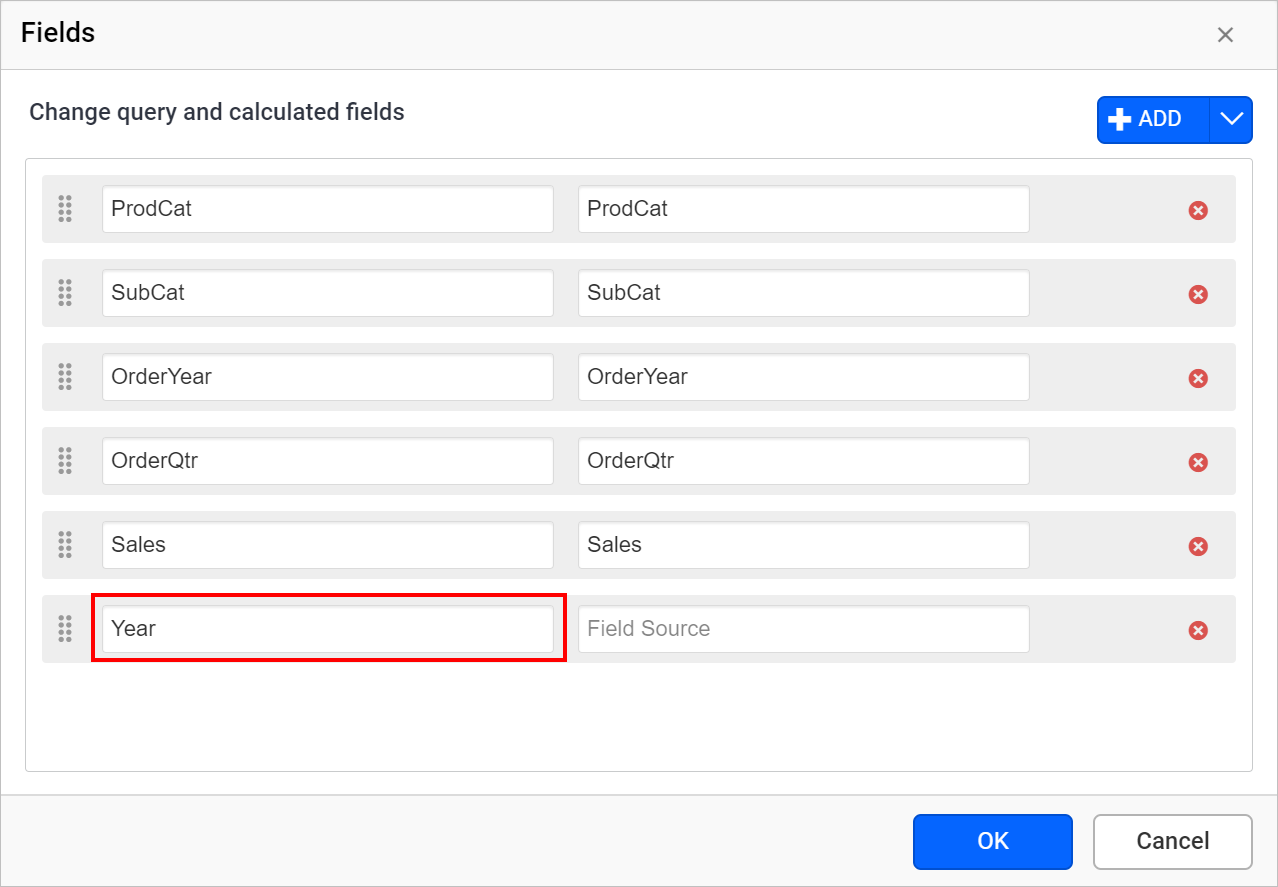 Fields
Change query and calculated fields
ADD
ProdCat ProdCat
SubCat SubCat
OrderYear OrderYear
OrderQtr OrderQtr
Sales Sales
Year Field Source
OK Cancel